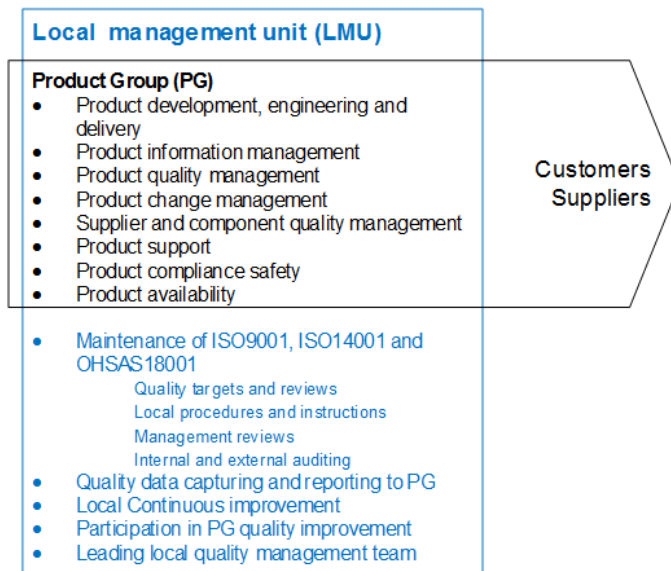 Local management unit (LMU)
Product Group (PG)
• Product development, engineering and
delivery
• Product information management
• Product quality management
• Product change management
• Supplier and component quality management
• Product support
• Product compliance safety
• Product availability
Customers
Suppliers
• Maintenance of ISO9001, ISO14001 and
OHSAS18001
Quality targets and reviews
Local procedures and instructions
Management reviews
Internal and external auditing
• Quality data capturing and reporting to PG
• Local Continuous improvement
• Participation in PG quality improvement
• Leading local quality management team